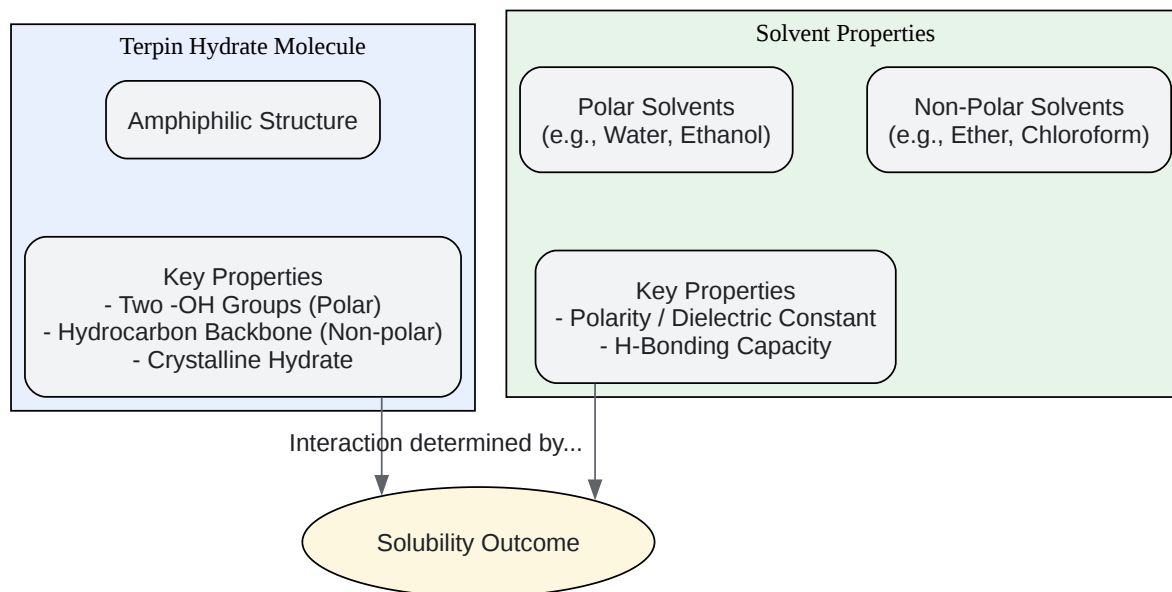 Terpin Hydrate Molecule
Amphiphilic Structure
Key Properties
- Two -OH Groups (Polar)
- Hydrocarbon Backbone (Non-polar)
- Crystalline Hydrate
Solvent Properties
Polar Solvents
(e.g., Water, Ethanol)
Non-Polar Solvents
(e.g., Ether, Chloroform)
Key Properties
- Polarity / Dielectric Constant
- H-Bonding Capacity
Interaction determined by...
Solubility Outcome